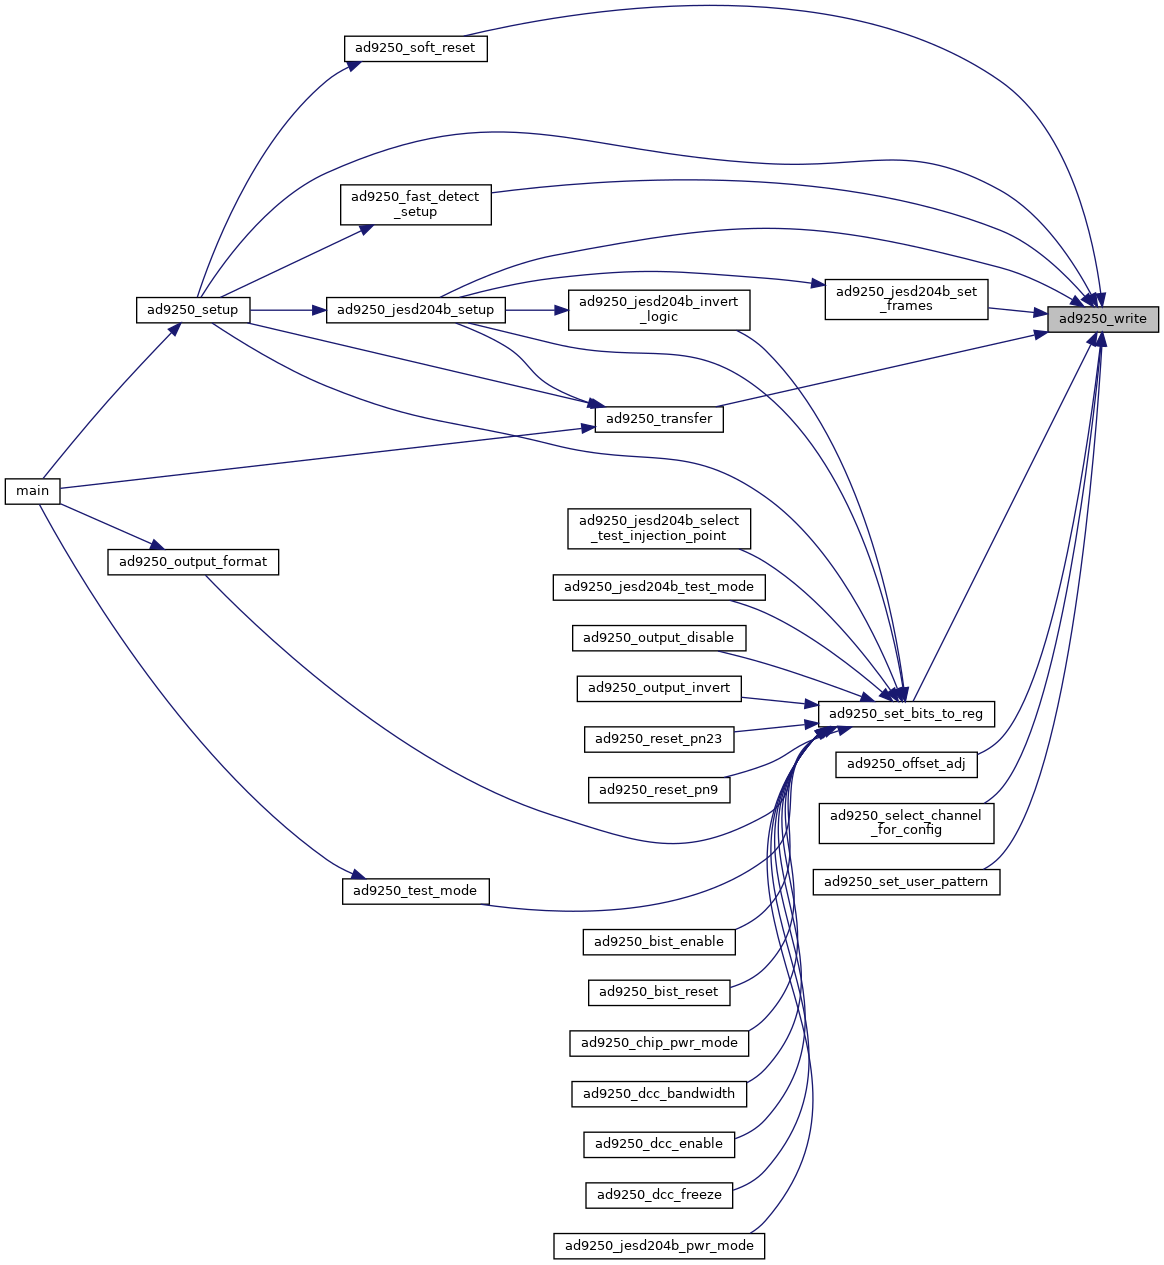 ad9250_soft_reset
ad9250_fast_detect
_setup
ad9250_setup
ad9250_jesd204b_setup
ad9250_jesd204b_invert
_logic
ad9250_jesd204b_set
_frames
ad9250_write
ad9250_transfer
main
ad9250_output_format
ad9250_jesd204b_select
_test_injection_point
ad9250_jesd204b_test_mode
ad9250_output_disable
ad9250_output_invert
ad9250_set_bits_to_reg
ad9250_reset_pn23
ad9250_offset_adj
ad9250_reset_pn9
ad9250_select_channel
_for_config
ad9250_set_user_pattern
ad9250_test_mode
ad9250_bist_enable
ad9250_bist_reset
ad9250_chip_pwr_mode
ad9250_dcc_bandwidth
ad9250_dcc_enable
ad9250_dcc_freeze
ad9250_jesd204b_pwr_mode